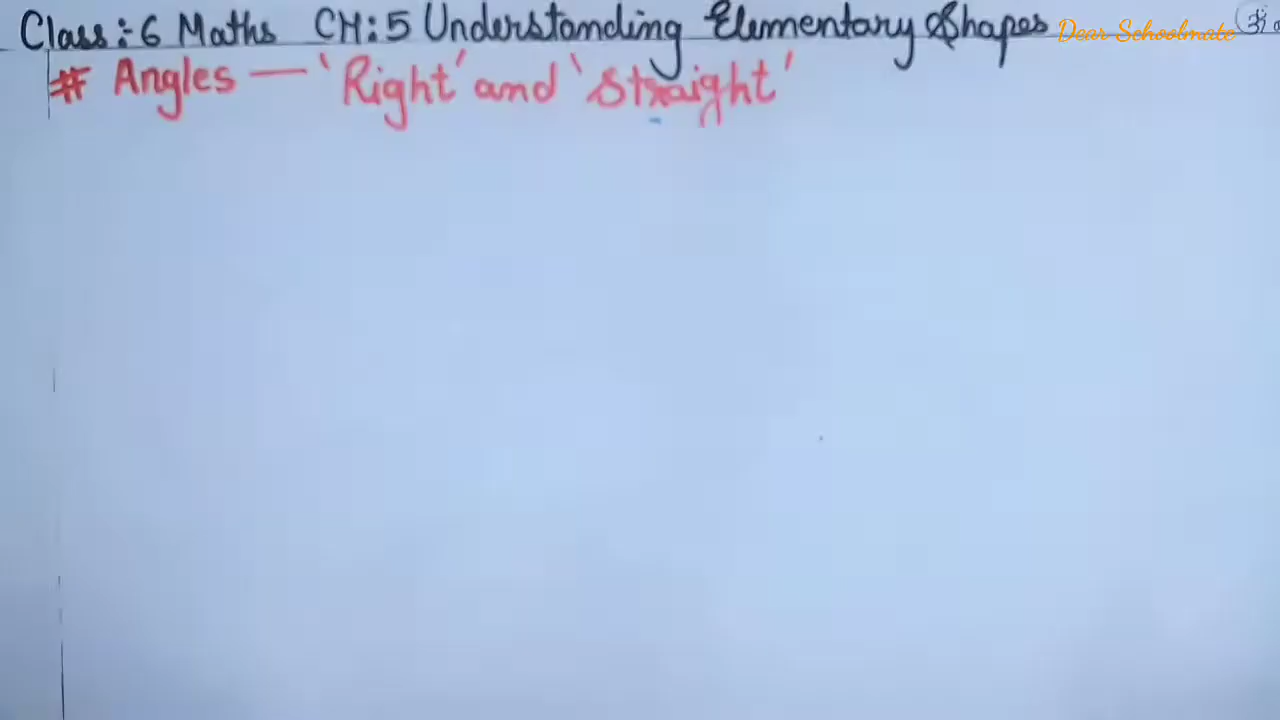 Class:-6 Maths CH:5 Understanding Elementary Shapes
Dear Schoolmate
# Angles — 'Right' and 'Straight'